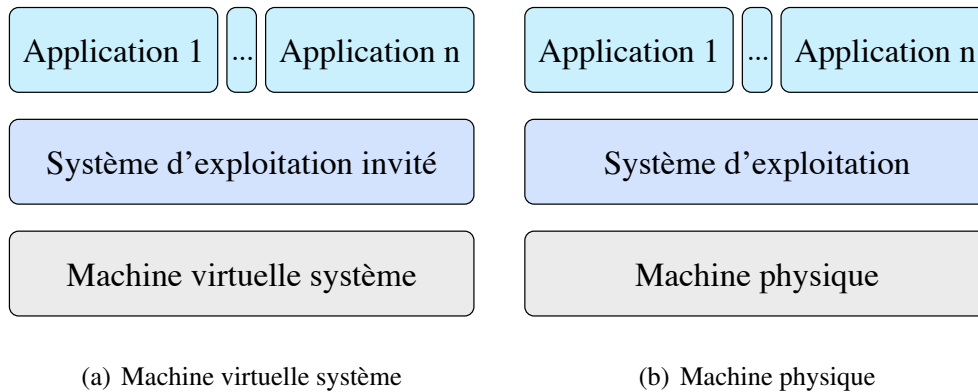 Application 1 ... Application n
Application 1 ... Application n
Système d'exploitation invité
Système d'exploitation
Machine virtuelle système
Machine physique
(a) Machine virtuelle système
(b) Machine physique